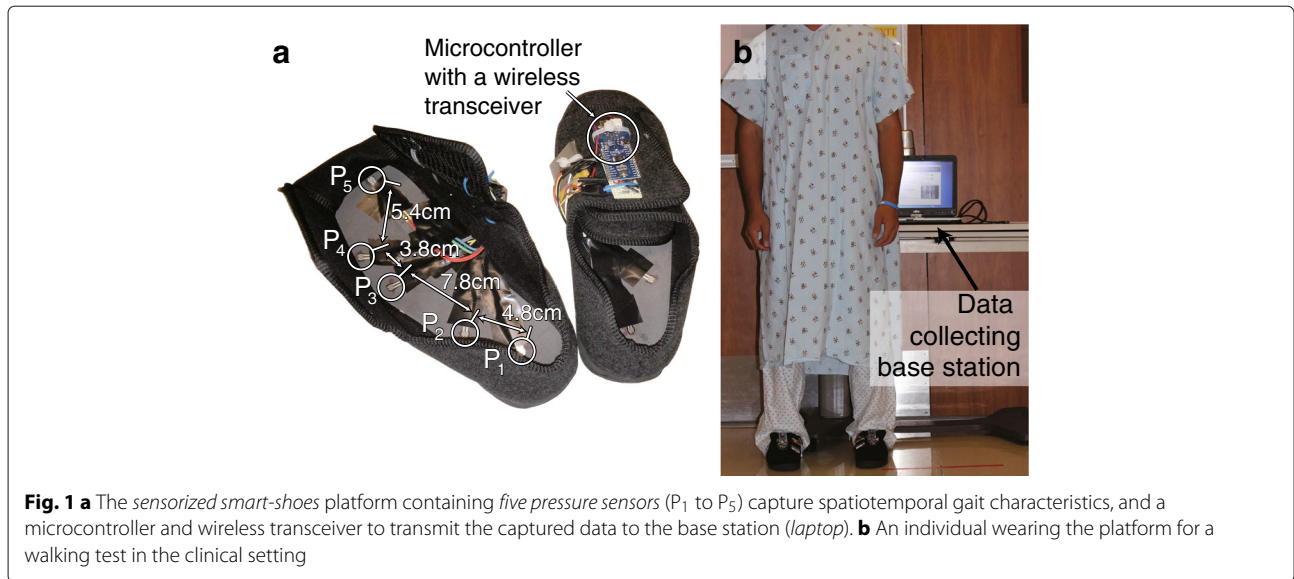 a
Microcontroller
with a wireless
transceiver
P5
5.4cm
P4
3.8cm
P3
7.8cm
P2
4.8cm
P1
b
Data
collecting
base station
Fig. 1 a The sensorized smart-shoes platform containing five pressure sensors (P1 to P5) capture spatiotemporal gait characteristics, and a
microcontroller and wireless transceiver to transmit the captured data to the base station (laptop). b An individual wearing the platform for a
walking test in the clinical setting